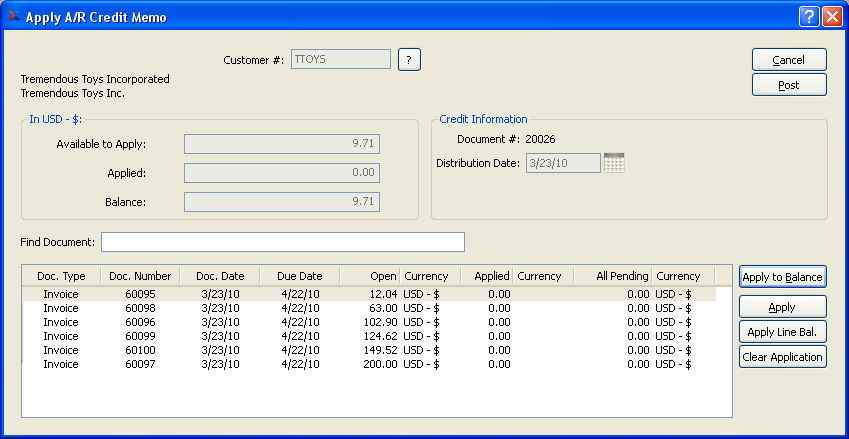 Apply A/R Credit Memo
Customer #: TTOYS ?
Cancel
Tremendous Toys Incorporated
Tremendous Toys Inc.
Post
In USD - $:
Available to Apply: 9.71
Applied: 0.00
Balance: 9.71
Credit Information
Document #: 20026
Distribution Date: 3/23/10
Find Document:
Doc. Type Doc. Number Doc. Date Due Date Open Currency Applied Currency All Pending Currency
Invoice 60095 3/23/10 4/22/10 12.04 USD - $ 0.00 0.00 USD - $
Invoice 60098 3/23/10 4/22/10 63.00 USD - $ 0.00 0.00 USD - $
Invoice 60096 3/23/10 4/22/10 102.90 USD - $ 0.00 0.00 USD - $
Invoice 60099 3/23/10 4/22/10 124.62 USD - $ 0.00 0.00 USD - $
Invoice 60100 3/23/10 4/22/10 149.52 USD - $ 0.00 0.00 USD - $
Invoice 60097 3/23/10 4/22/10 200.00 USD - $ 0.00 0.00 USD - $
Apply to Balance
Apply
Apply Line Bal.
Clear Application